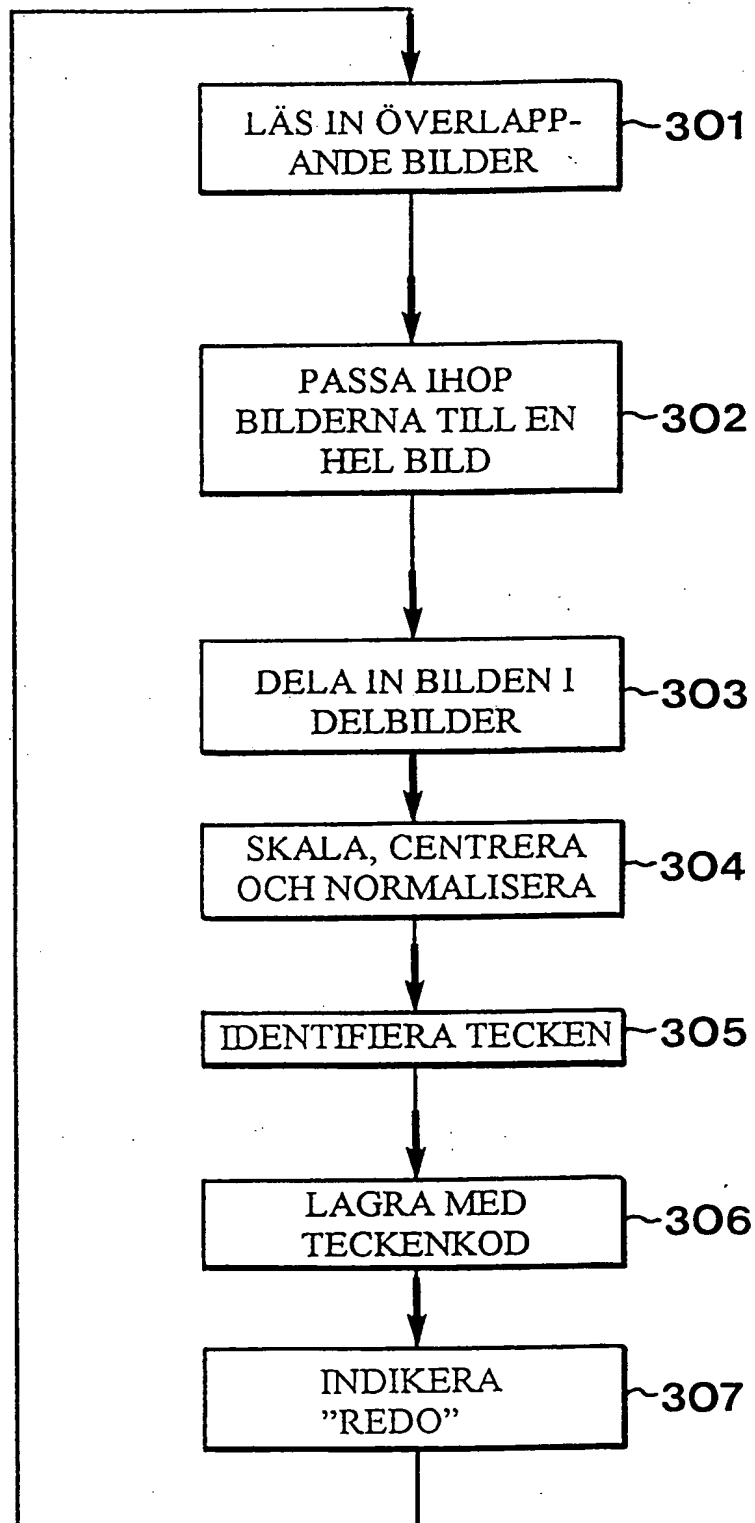 LÄS IN ÖVERLAPP-
ANDE BILDER
301
PASSA IHOP
BILDERNA TILL EN
HEL BILD
302
DELA IN BILDEN I
DELBILDER
303
SKALA, CENTRERA
OCH NORMALISERA
304
IDENTIFIERA TECKEN
305
LAGRA MED
TECKENKOD
306
INDIKERA
”REDO”
307